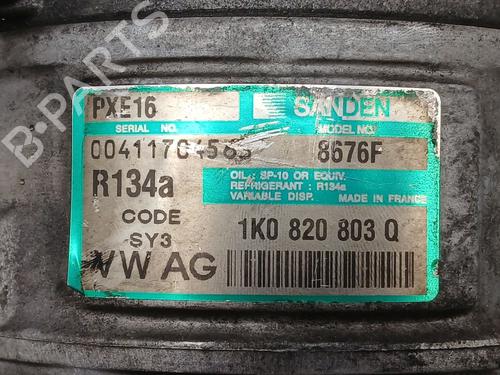 PXE16
SANDEN
SERIAL NO.
MODEL NO.
8676F
R134a
OIL: SP-10 OR EQUIV.
REFRIGERANT : R134a
VARIABLE DISP. MADE IN FRANCE
CODE
SY3
1K0 820 803 Q
VW AG
B-PARTS